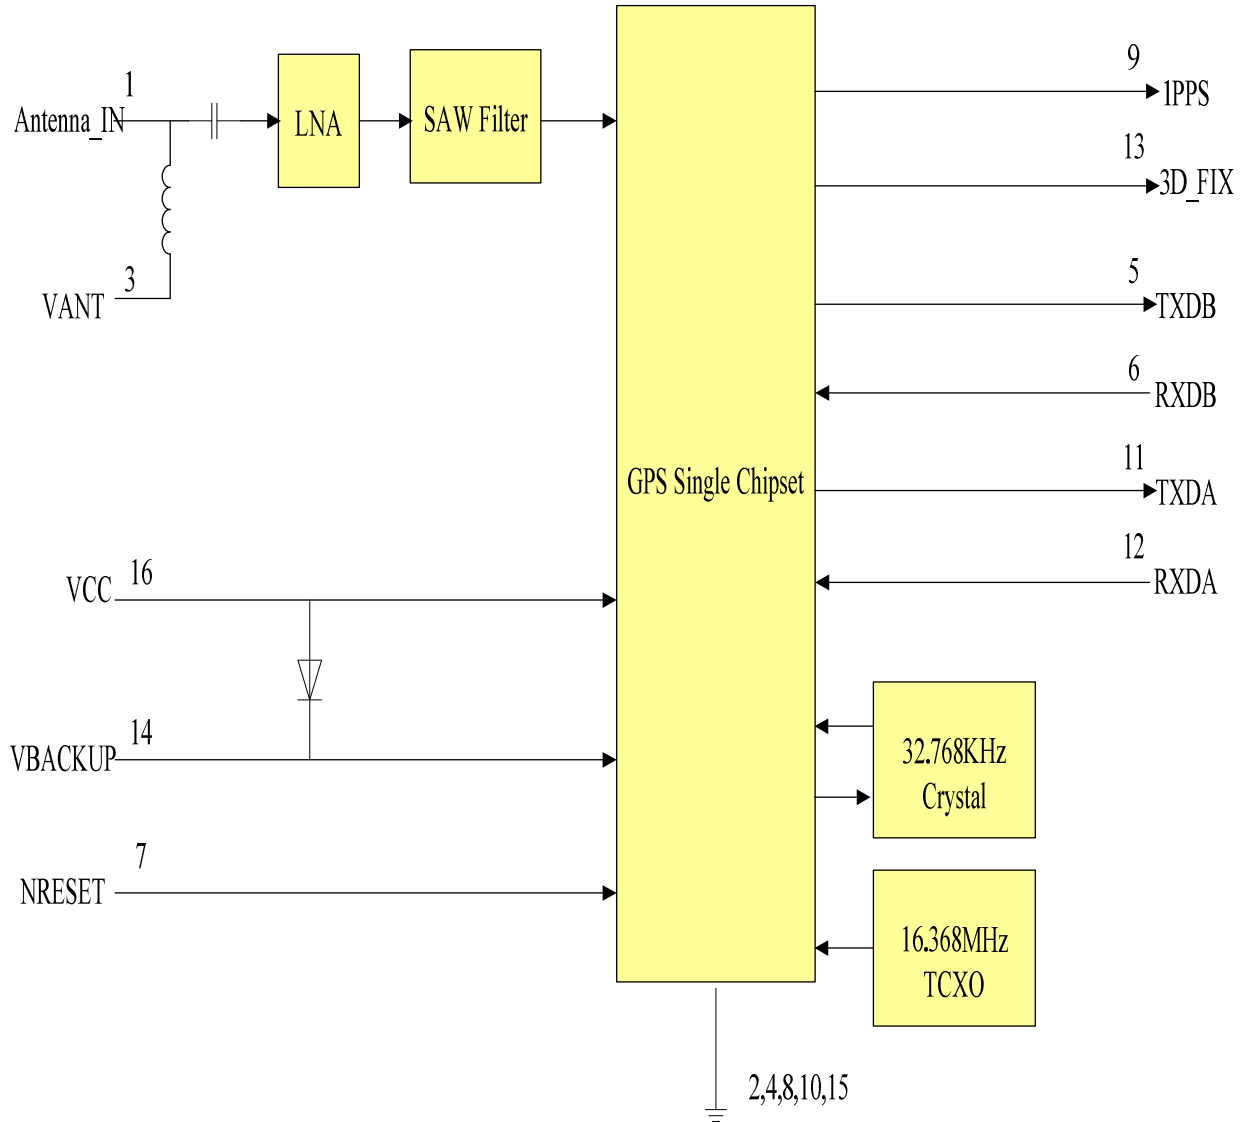 1
Antenna_IN
LNA
SAW Filter
3
VANT
9
1PPS
13
3D_FIX
5
TXDB
6
RXDB
GPS Single Chipset
11
TXDA
12
RXDA
16
VCC
14
VBACKUP
7
NRESET
32.768KHz
Crystal
16.368MHz
TCXO
2,4,8,10,15